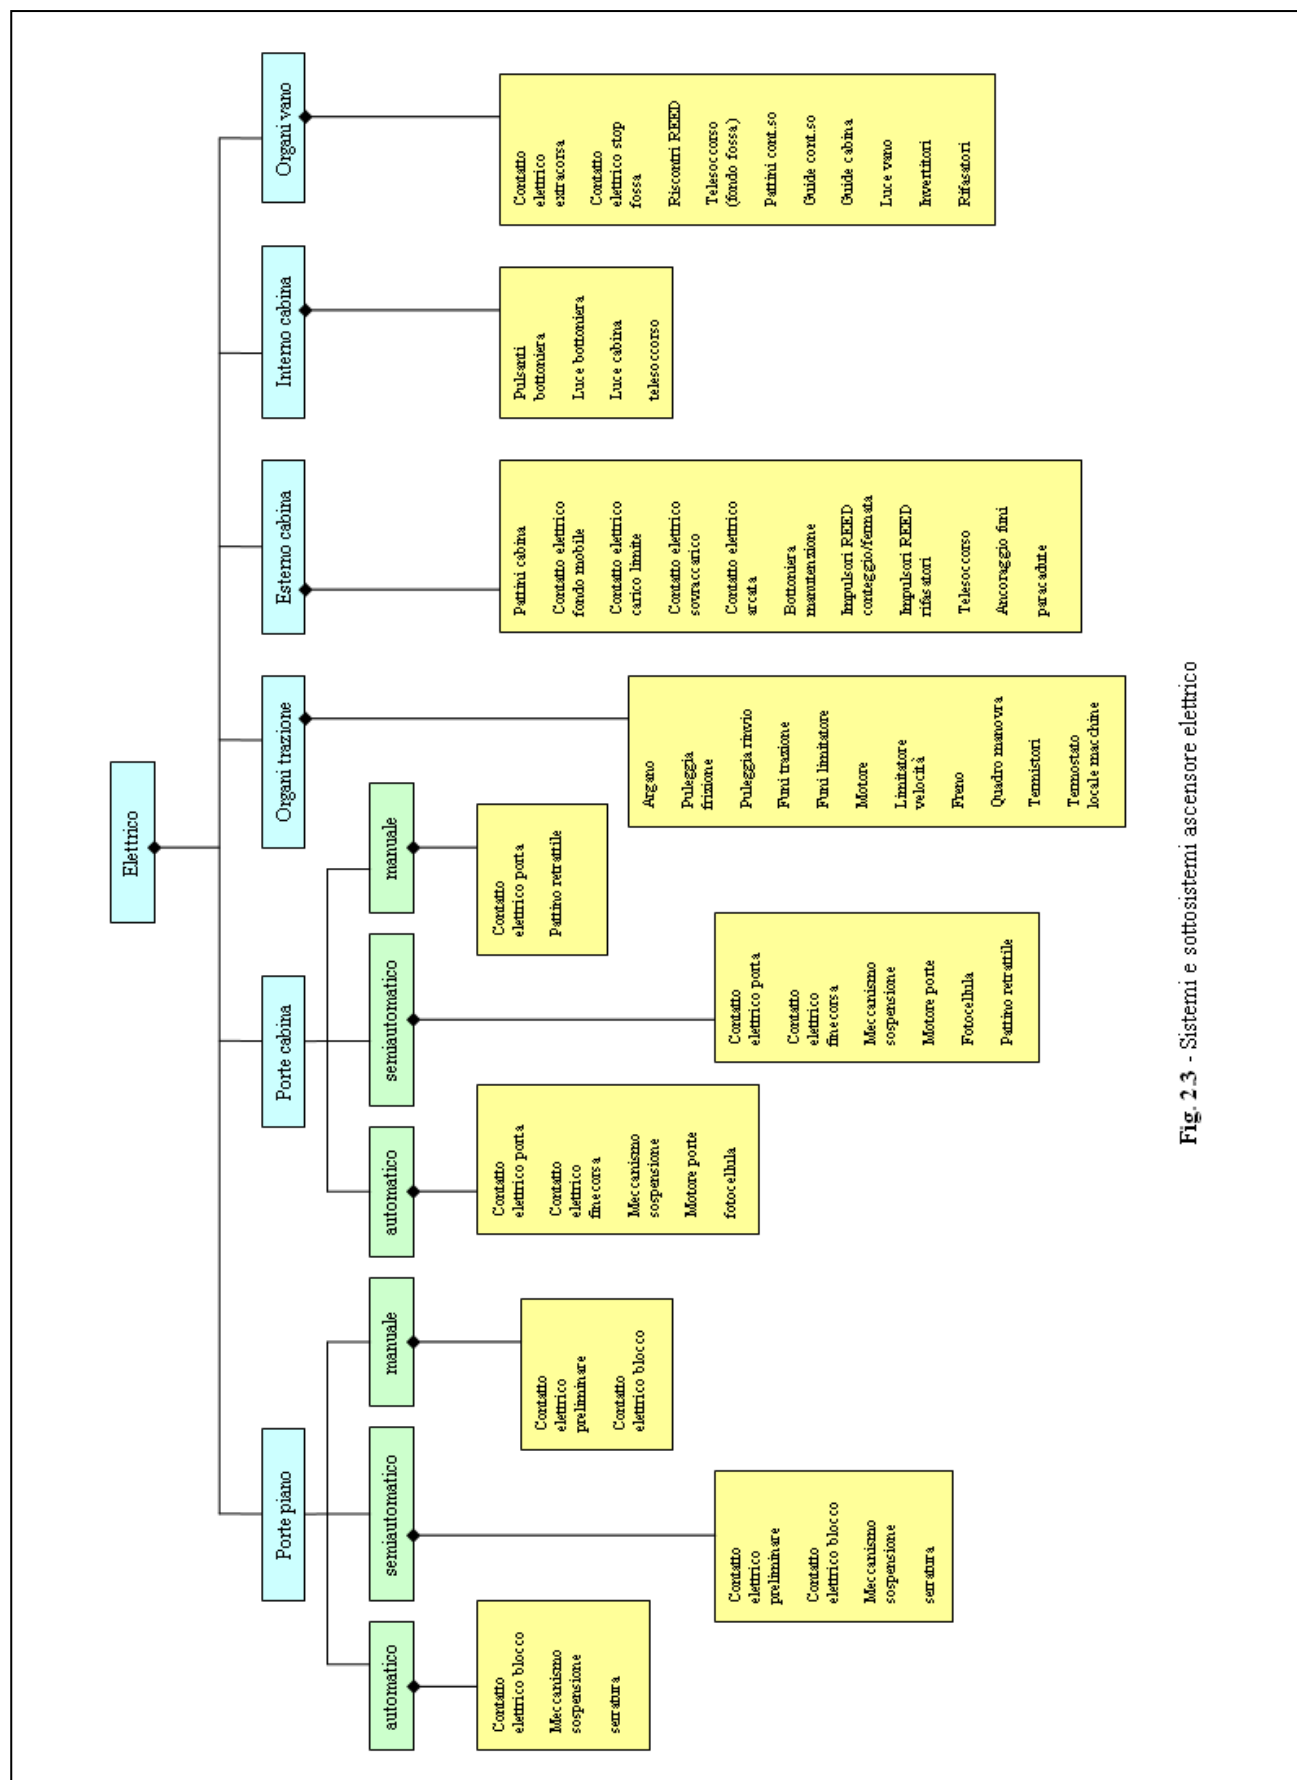 Elettrico
Porte piano
Porte cabina
Organi trazione
Esterno cabina
Interno cabina
Organi vano
automatico
semiautomatico
manuale
automatico
semiautomatico
manuale
Contatto
elettrico blocco
Meccanismo
sospensione
serratura
Contatto
elettrico
preliminare
Contatto
elettrico blocco
Meccanismo
sospensione
serratura
Contatto
elettrico
preliminare
Contatto
elettrico blocco
Contatto
elettrico porta
Contatto
elettrico
finecorsa
Meccanismo
sospensione
Motore porte
fotocellula
Contatto
elettrico porta
Contatto
elettrico
finecorsa
Meccanismo
sospensione
Motore porte
Fotocellula
Pattino retrattile
Contatto
elettrico porta
Pattino retrattile
Argano
Puleggia
frizione
Puleggia rinvio
Funi trazione
Funi limitatore
Motore
Limitatore
velocità
Freno
Quadro manovra
Termistori
Termostato
locale macchine
Pattini cabina
Contatto elettrico
fondo mobile
Contatto elettrico
carico limite
Contatto elettrico
sovraccarico
Contatto elettrico
arcata
Bottoniera
manutenzione
Impulsori REED
conteggio/fermata
Impulsori REED
rifasatori
Telesoccorso
Ancoraggio funi
paracadute
Pulsanti
bottoniera
Luce bottoniera
Luce cabina
telesoccorso
Contatto
elettrico
extracorsa
Contatto
elettrico stop
fossa
Riscontri REED
Telesoccorso
(fondo fossa)
Pattini cont.so
Guide cont.so
Guide cabina
Luce vano
Invertitori
Rifasatori
Fig. 2.3 - Sistemi e sottosistemi ascensore elettrico